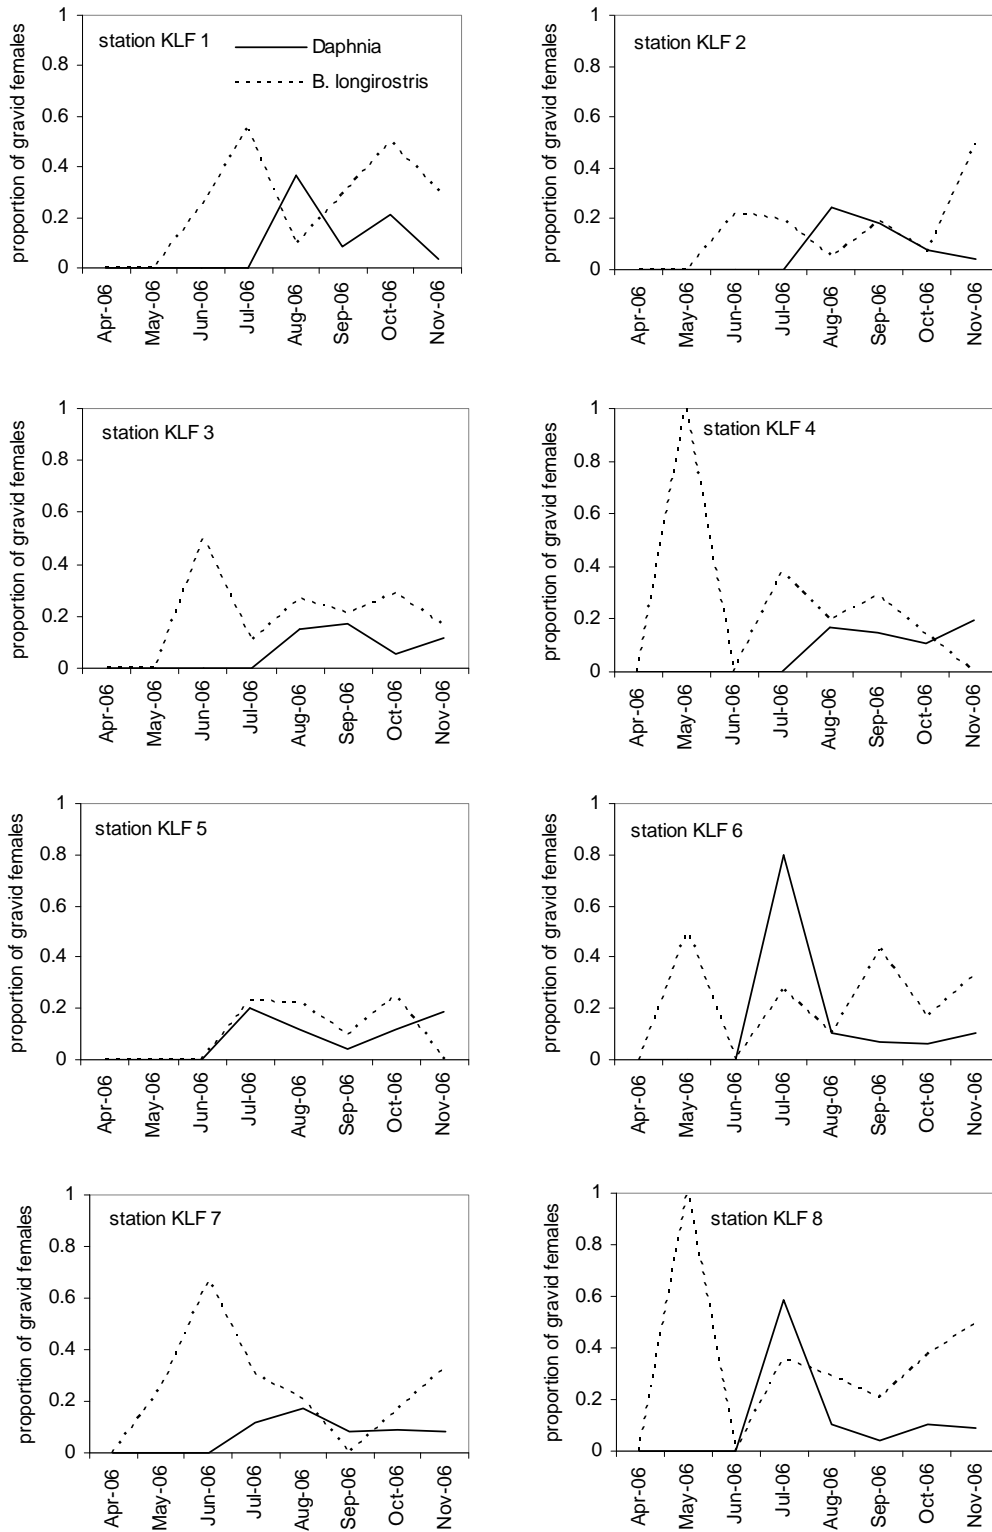 proportion of gravid females
1
0.8
0.6
0.4
0.2
0
station KLF 1
Daphnia
B. longirostris
Apr-06
May-06
Jun-06
Jul-06
Aug-06
Sep-06
Oct-06
Nov-06
proportion of gravid females
1
0.8
0.6
0.4
0.2
0
station KLF 2
Apr-06
May-06
Jun-06
Jul-06
Aug-06
Sep-06
Oct-06
Nov-06
proportion of gravid females
1
0.8
0.6
0.4
0.2
0
station KLF 3
Apr-06
May-06
Jun-06
Jul-06
Aug-06
Sep-06
Oct-06
Nov-06
proportion of gravid females
1
0.8
0.6
0.4
0.2
0
station KLF 4
Apr-06
May-06
Jun-06
Jul-06
Aug-06
Sep-06
Oct-06
Nov-06
proportion of gravid females
1
0.8
0.6
0.4
0.2
0
station KLF 5
Apr-06
May-06
Jun-06
Jul-06
Aug-06
Sep-06
Oct-06
Nov-06
proportion of gravid females
1
0.8
0.6
0.4
0.2
0
station KLF 6
Apr-06
May-06
Jun-06
Jul-06
Aug-06
Sep-06
Oct-06
Nov-06
proportion of gravid females
1
0.8
0.6
0.4
0.2
0
station KLF 7
Apr-06
May-06
Jun-06
Jul-06
Aug-06
Sep-06
Oct-06
Nov-06
proportion of gravid females
1
0.8
0.6
0.4
0.2
0
station KLF 8
Apr-06
May-06
Jun-06
Jul-06
Aug-06
Sep-06
Oct-06
Nov-06